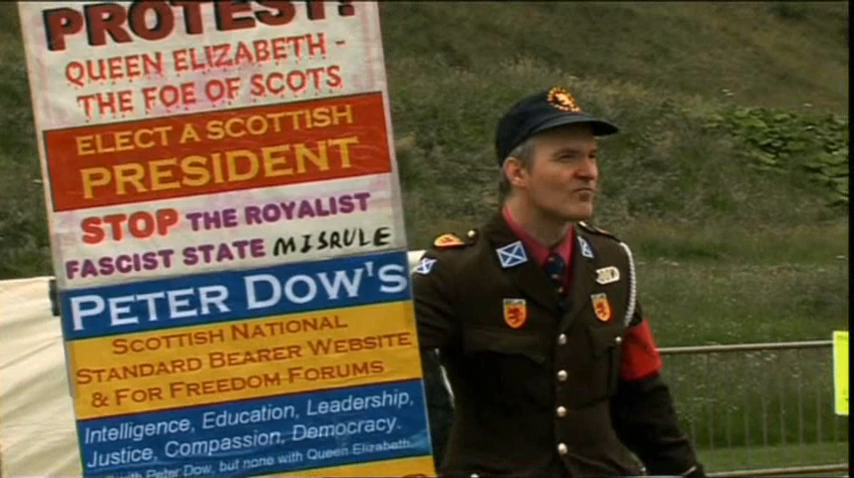 PROTEST!
QUEEN ELIZABETH -
THE FOE OF SCOTS
ELECT A SCOTTISH
PRESIDENT
STOP THE ROYALIST
FASCIST STATE MISRULE
PETER DOW'S
SCOTTISH NATIONAL
STANDARD BEARER WEBSITE
& FOR FREEDOM FORUMS
Intelligence, Education, Leadership,
Justice, Compassion, Democracy.
with Peter Dow, but none with Queen Elizabeth.